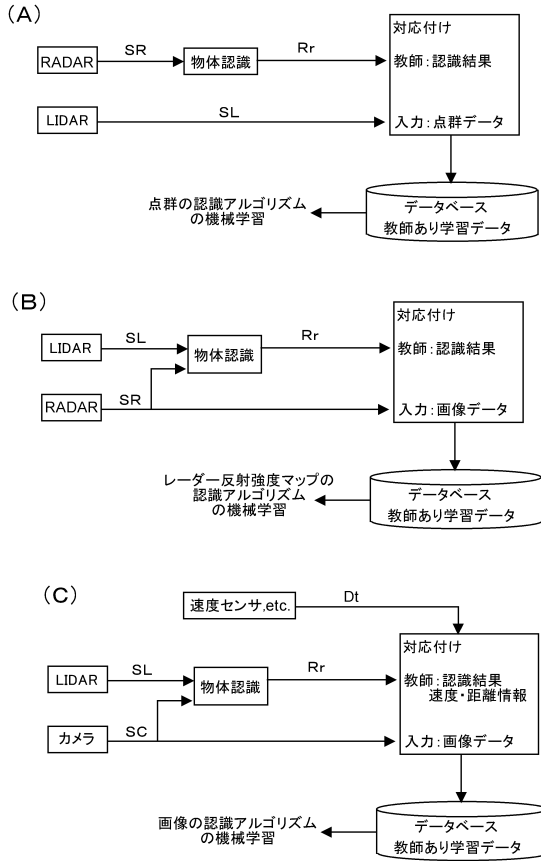 (A)
RADAR
SR
物体認識
Rr
対応付け
教師:認識結果
LIDAR
SL
入力:点群データ
点群の認識アルゴリズム
の機械学習
データベース
教師あり学習データ
(B)
LIDAR
SL
物体認識
Rr
対応付け
教師:認識結果
RADAR
SR
入力:画像データ
レーダー反射強度マップの
認識アルゴリズム
の機械学習
データベース
教師あり学習データ
(C)
速度センサ,etc.
Dt
対応付け
LIDAR
SL
物体認識
Rr
教師:認識結果
速度・距離情報
カメラ
SC
入力:画像データ
画像の認識アルゴリズム
の機械学習
データベース
教師あり学習データ